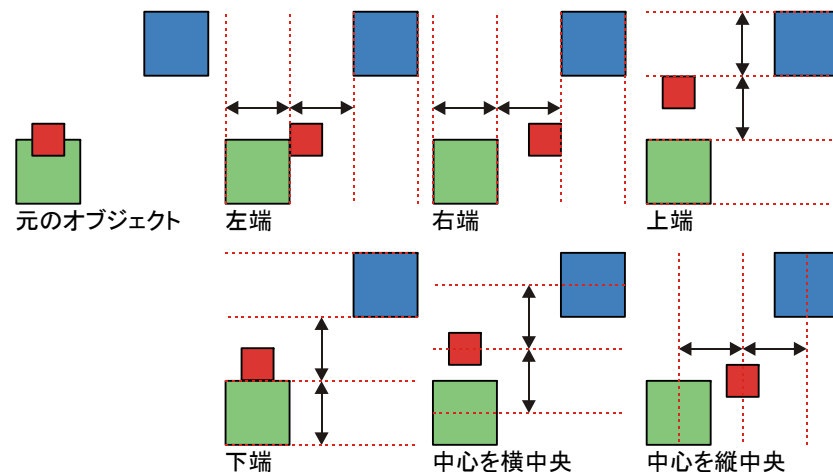 元のオブジェクト
左端
右端
上端
下端
中心を横中央
中心を縦中央